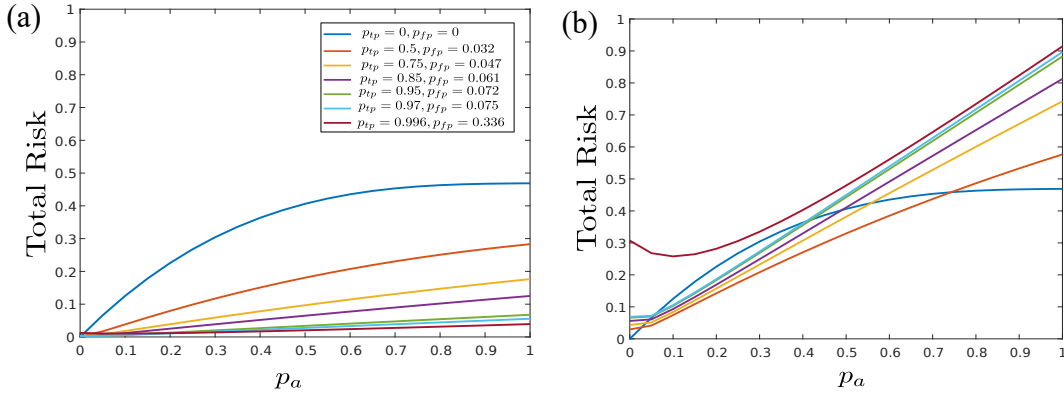 (a)
Total Risk
1
0.9
0.8
0.7
0.6
0.5
0.4
0.3
0.2
0.1
0
p_tp = 0, p_fp = 0
p_tp = 0.5, p_fp = 0.032
p_tp = 0.75, p_fp = 0.047
p_tp = 0.85, p_fp = 0.061
p_tp = 0.95, p_fp = 0.072
p_tp = 0.97, p_fp = 0.075
p_tp = 0.996, p_fp = 0.336
0 0.1 0.2 0.3 0.4 0.5 0.6 0.7 0.8 0.9 1
p_a
(b)
Total Risk
1
0.9
0.8
0.7
0.6
0.5
0.4
0.3
0.2
0.1
0
0 0.1 0.2 0.3 0.4 0.5 0.6 0.7 0.8 0.9 1
p_a